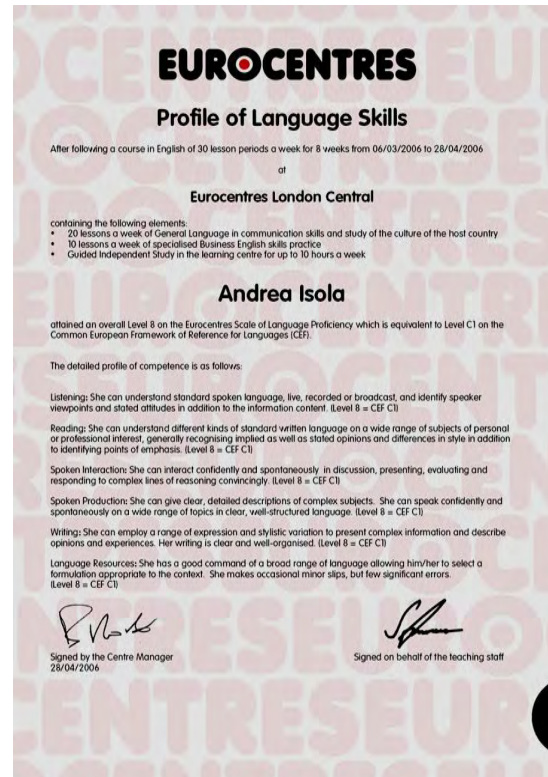 EUROCENTRES
Profile of Language Skills
After following a course in English of 30 lesson periods a week for 8 weeks from 06/03/2006 to 28/04/2006
at
Eurocentres London Central
containing the following elements:
• 20 lessons a week of General Language in communication skills and study of the culture of the host country
• 10 lessons a week of specialised Business English skills practice
• Guided Independent Study in the learning centre for up to 10 hours a week
Andrea Isola
attained an overall Level 8 on the Eurocentres Scale of Language Proficiency which is equivalent to Level C1 on the
Common European Framework of Reference for Languages (CEF).
The detailed profile of competence is as follows:
Listening: She can understand standard spoken language, live, recorded or broadcast, and identify speaker
viewpoints and stated attitudes in addition to the information content. (Level 8 = CEF C1)
Reading: She can understand different kinds of standard written language on a wide range of subjects of personal
or professional interest, generally recognising implied as well as stated opinions and differences in style in addition
to identifying points of emphasis. (Level 8 = CEF C1)
Spoken Interaction: She can interact confidently and spontaneously in discussion, presenting, evaluating and
responding to complex lines of reasoning convincingly. (Level 8 = CEF C1)
Spoken Production: She can give clear, detailed descriptions of complex subjects. She can speak confidently and
spontaneously on a wide range of topics in clear, well-structured language. (Level 8 = CEF C1)
Writing: She can employ a range of expression and stylistic variation to present complex information and describe
opinions and experiences. Her writing is clear and well-organised. (Level 8 = CEF C1)
Language Resources: She has a good command of a broad range of language allowing him/her to select a
formulation appropriate to the context. She makes occasional minor slips, but few significant errors.
(Level 8 = CEF C1)
Signed by the Centre Manager
28/04/2006
Signed on behalf of the teaching staff